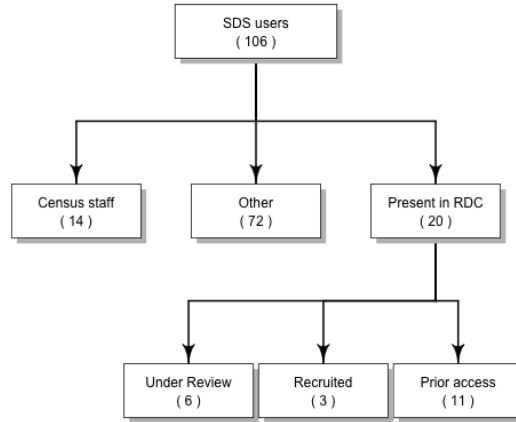 SDS users
( 106 )
Census staff
( 14 )
Other
( 72 )
Present in RDC
( 20 )
Under Review
( 6 )
Recruited
( 3 )
Prior access
( 11 )